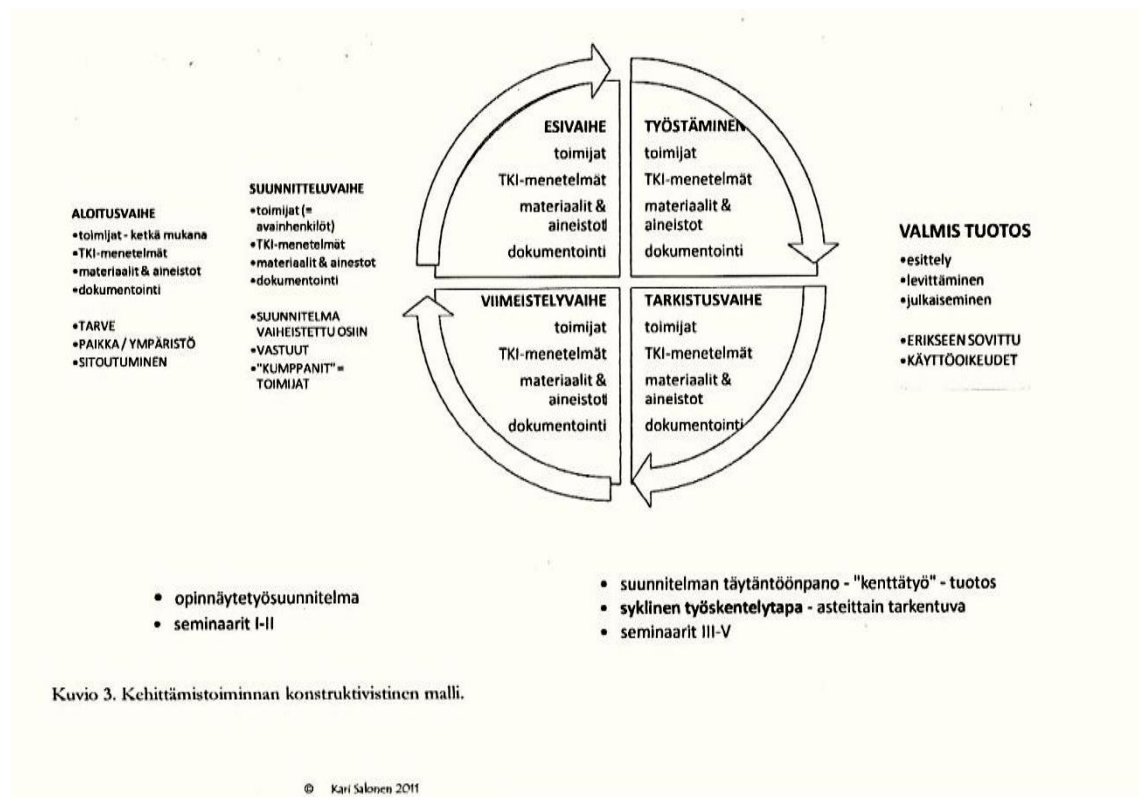 ALOITUSVAIHE
•toimijat - ketkä mukana
•TKI-menetelmät
•materiaalit & aineistot
•dokumentointi
•TARVE
•PAIKKA / YMPÄRISTÖ
•SITOUTUMINEN
SUUNNITTELUVAIHE
•toimijat (=
avainhenkilöt)
•TKI-menetelmät
•materiaalit & ainestot
•dokumentointi
•SUUNNITELMA
VAIHEISTETTU OSIIN
•VASTUUT
•"KUMPPANIT" =
TOIMIJAT
ESIVAIHE
toimijat
TKI-menetelmät
materiaalit &
aineistot
dokumentointi
TYÖSTÄMINEN
toimijat
TKI-menetelmät
materiaalit &
aineistot
dokumentointi
VIIMEISTELYVAIHE
toimijat
TKI-menetelmät
materiaalit &
aineistot
dokumentointi
TARKISTUSVAIHE
toimijat
TKI-menetelmät
materiaalit &
aineistot
dokumentointi
VALMIS TUOTOS
•esittely
•levittäminen
•julkaiseminen
•ERIKSEEN SOVITTU
•KÄYTTÖOIKEUDET
• opinnäytetyösuunnitelma
• seminaarit I-II
• suunnitelman täytäntöönpano - "kenttätyö" - tuotos
• syklinen työskentelytapa - asteittain tarkentuva
• seminaarit III-V
Kuvio 3. Kehittämistoiminnan konstruktivistinen malli.
© Kari Salonen 2011